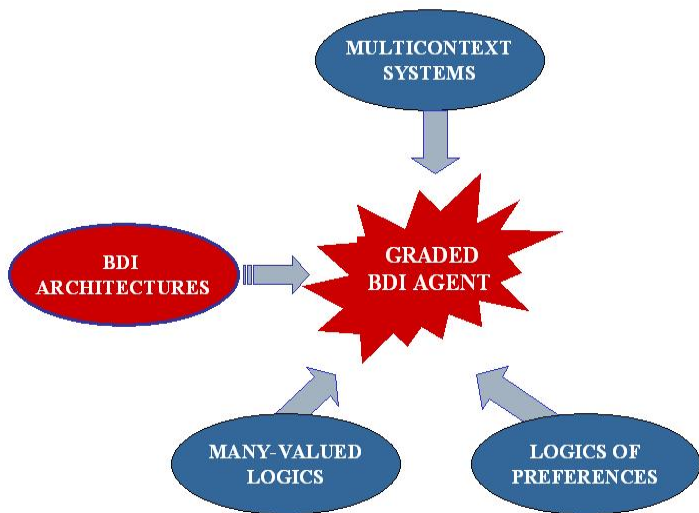 MULTICONTEXT
SYSTEMS
BDI
ARCHITECTURES
GRADED
BDI AGENT
MANY-VALUED
LOGICS
LOGICS OF
PREFERENCES